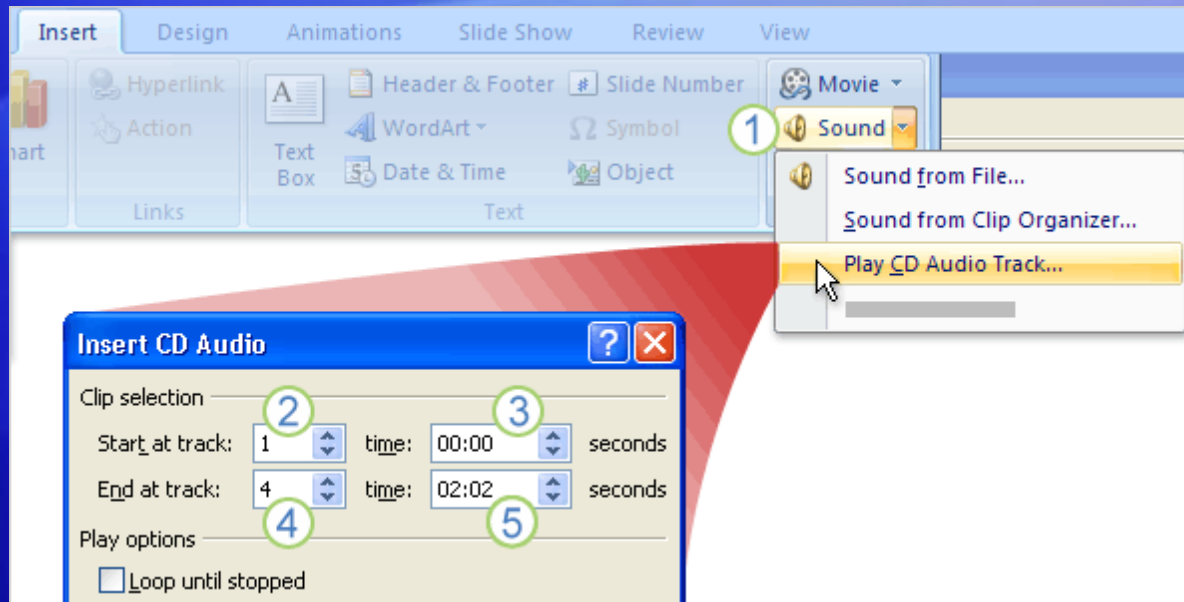 Insert Design Animations Slide Show Review View
Hyperlink
Action
Links
Text Box
Header & Footer
WordArt
Date & Time
Slide Number
Symbol
Object
Text
Movie
1 Sound
Sound from File...
Sound from Clip Organizer...
Play CD Audio Track...
Insert CD Audio
Clip selection
2 3
Start at track: 1 time: 00:00 seconds
End at track: 4 time: 02:02 seconds
4 5
Play options
Loop until stopped